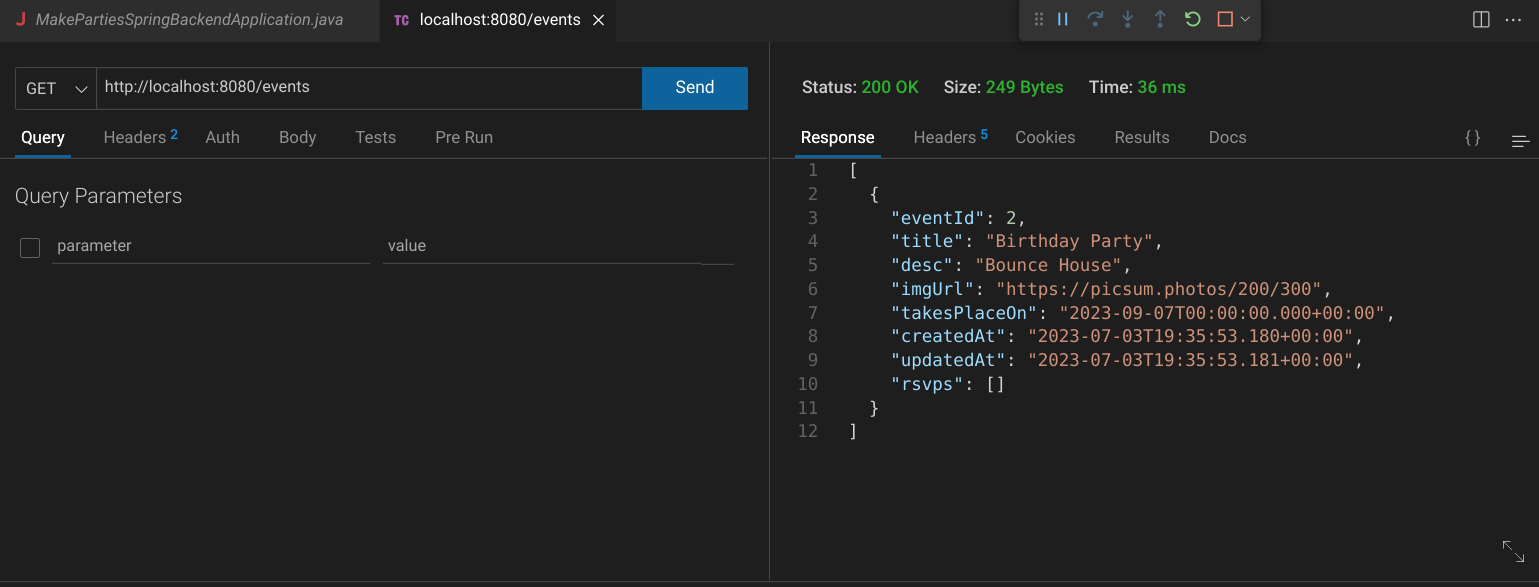 J MakePartiesSpringBackendApplication.java TC localhost:8080/events
GET http://localhost:8080/events Send
Query Headers 2 Auth Body Tests Pre Run
Query Parameters
parameter value
Status: 200 OK Size: 249 Bytes Time: 36 ms
Response Headers 5 Cookies Results Docs {}
1 [
2 {
3 "eventId": 2,
4 "title": "Birthday Party",
5 "desc": "Bounce House",
6 "imgUrl": "https://picsum.photos/200/300",
7 "takesPlaceOn": "2023-09-07T00:00:00.000+00:00",
8 "createdAt": "2023-07-03T19:35:53.180+00:00",
9 "updatedAt": "2023-07-03T19:35:53.181+00:00",
10 "rsvps": []
11 }
12 ]